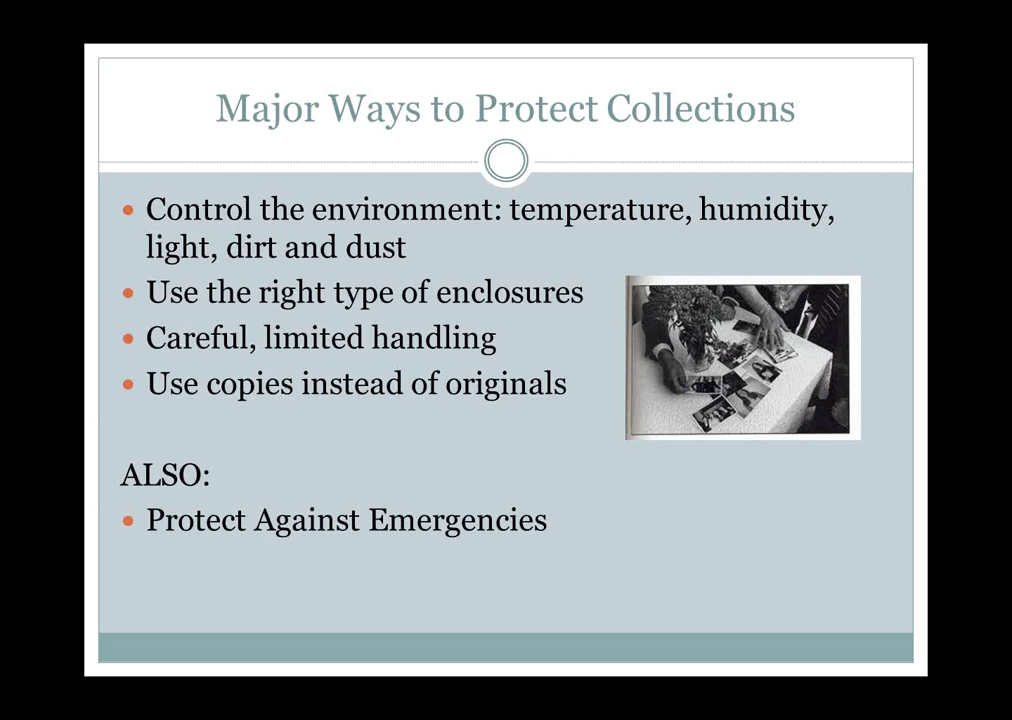 Major Ways to Protect Collections
• Control the environment: temperature, humidity,
light, dirt and dust
• Use the right type of enclosures
• Careful, limited handling
• Use copies instead of originals
ALSO:
• Protect Against Emergencies